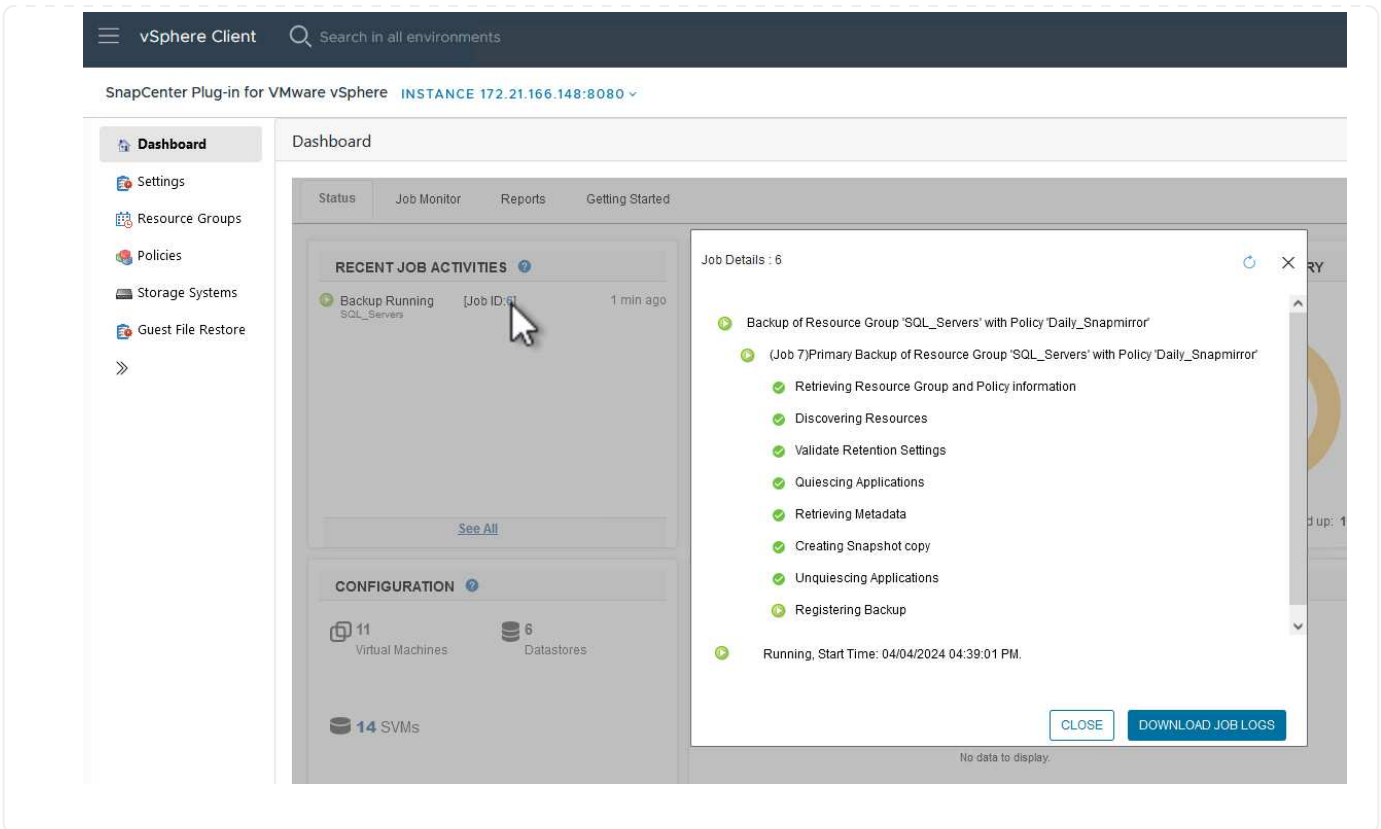 vSphere Client
Search in all environments
SnapCenter Plug-in for VMware vSphere INSTANCE 172.21.166.148:8080
Dashboard
Settings
Resource Groups
Policies
Storage Systems
Guest File Restore
Dashboard
Status Job Monitor Reports Getting Started
RECENT JOB ACTIVITIES
Backup Running [Job ID:6] 1 min ago
SQL_Servers
See All
CONFIGURATION
11
Virtual Machines
6
Datastores
14 SVMs
RY
d up: 1
Job Details : 6
Backup of Resource Group 'SQL_Servers' with Policy 'Daily_Snapmirror'
(Job 7)Primary Backup of Resource Group 'SQL_Servers' with Policy 'Daily_Snapmirror'
Retrieving Resource Group and Policy information
Discovering Resources
Validate Retention Settings
Quiescing Applications
Retrieving Metadata
Creating Snapshot copy
Unquiescing Applications
Registering Backup
Running, Start Time: 04/04/2024 04:39:01 PM.
CLOSE DOWNLOAD JOB LOGS
No data to display.